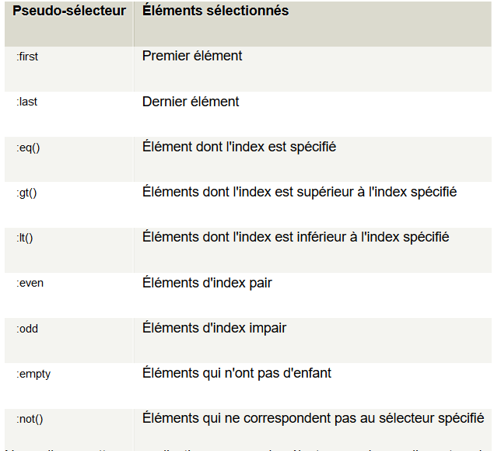 Pseudo-sélecteur Éléments sélectionnés
:first Premier élément
:last Dernier élément
:eq() Élément dont l'index est spécifié
:gt() Éléments dont l'index est supérieur à l'index spécifié
:lt() Éléments dont l'index est inférieur à l'index spécifié
:even Éléments d'index pair
:odd Éléments d'index impair
:empty Éléments qui n'ont pas d'enfant
:not() Éléments qui ne correspondent pas au sélecteur spécifié